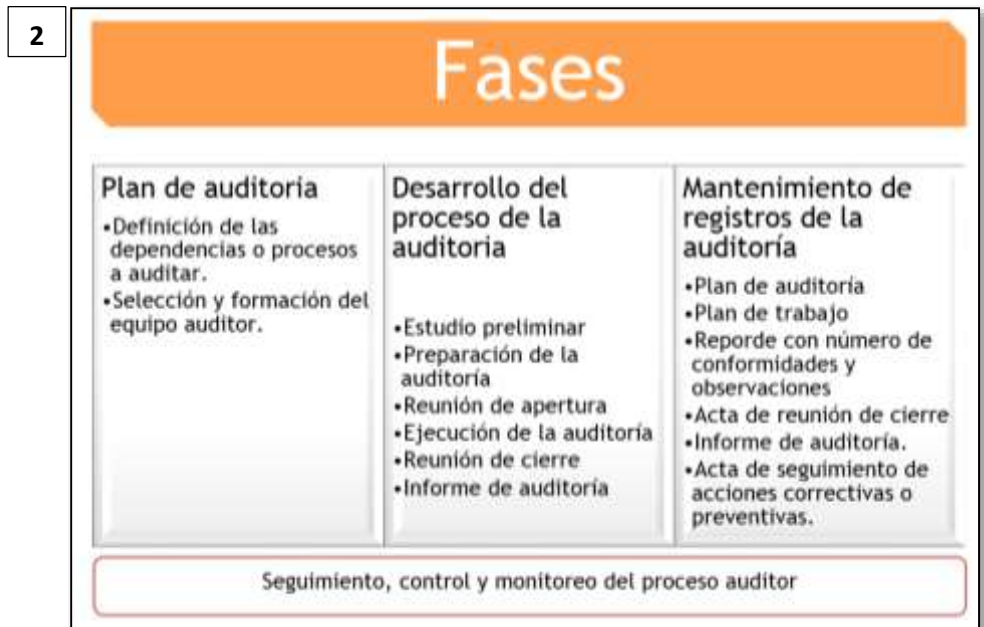 2
Fases
Plan de auditoria
•Definición de las
dependencias o procesos
a auditar.
•Selección y formación del
equipo auditor.
Desarrollo del
proceso de la
auditoria
•Estudio preliminar
•Preparación de la
auditoría
•Reunión de apertura
•Ejecución de la auditoría
•Reunión de cierre
•Informe de auditoría
Mantenimiento de
registros de la
auditoría
•Plan de auditoría
•Plan de trabajo
•Reporde con número de
conformidades y
observaciones
•Acta de reunión de cierre
•Informe de auditoría.
•Acta de seguimiento de
acciones correctivas o
preventivas.
Seguimiento, control y monitoreo del proceso auditor